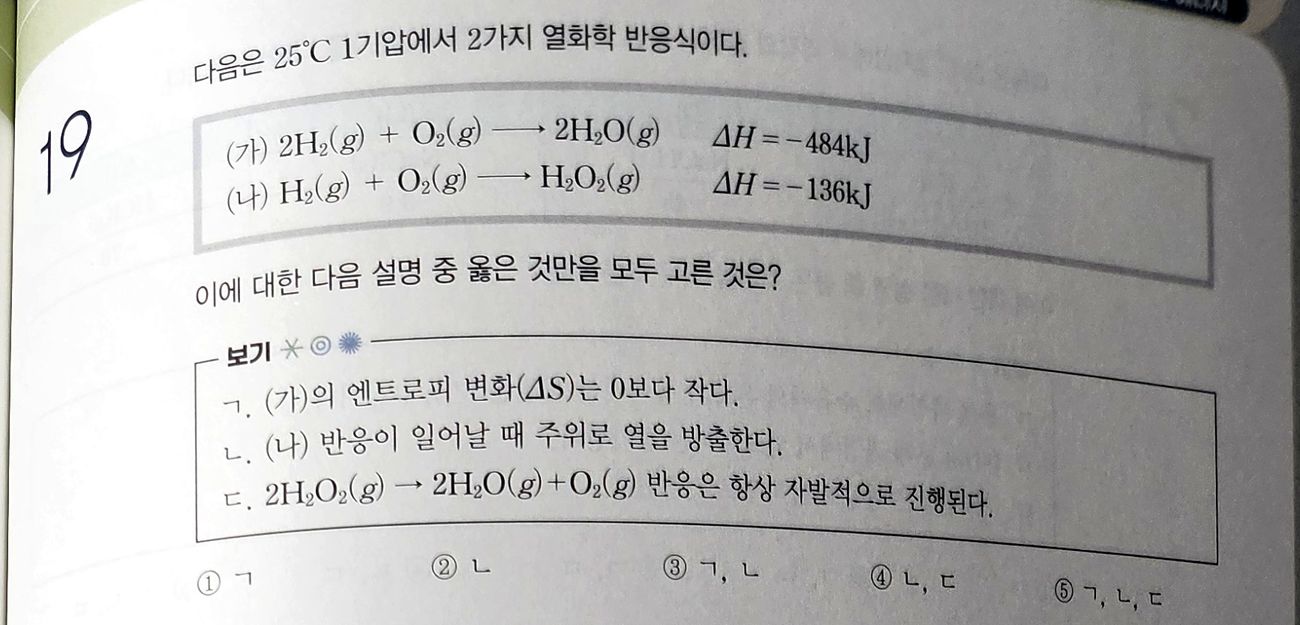 다음은 25℃ 1기압에서 2가지 열화학 반응식이다.
19
(가) 2H₂(g) + O₂(g) ⟶ 2H₂O(g) ΔH=-484kJ
(나) H₂(g) + O₂(g) ⟶ H₂O₂(g) ΔH=-136kJ
이에 대한 다음 설명 중 옳은 것만을 모두 고른 것은?
보기
ㄱ. (가)의 엔트로피 변화(ΔS)는 0보다 작다.
ㄴ. (나) 반응이 일어날 때 주위로 열을 방출한다.
ㄷ. 2H₂O₂(g) → 2H₂O(g)+O₂(g) 반응은 항상 자발적으로 진행된다.
① ㄱ ② ㄴ ③ ㄱ, ㄴ ④ ㄴ, ㄷ ⑤ ㄱ, ㄴ, ㄷ